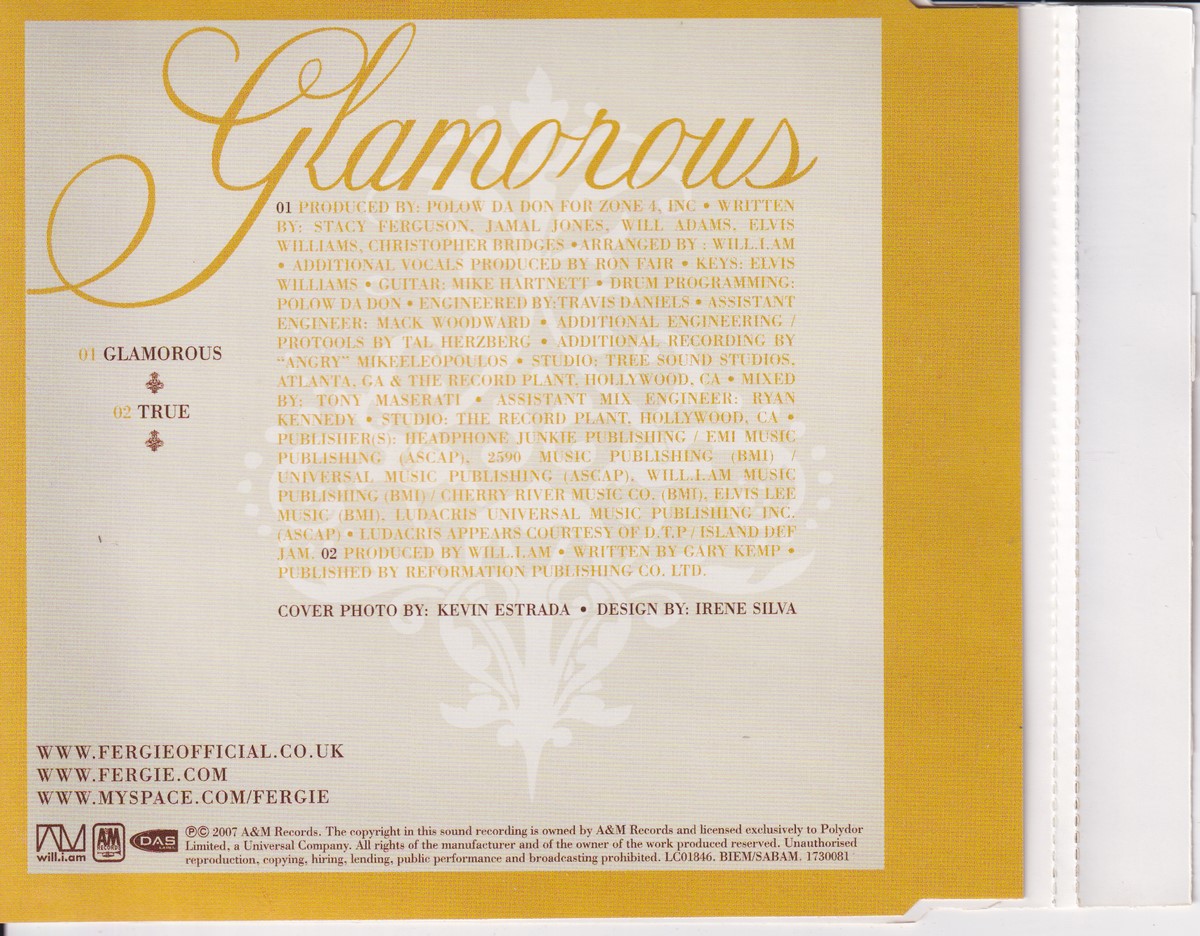 Glamorous
01 PRODUCED BY: POLOW DA DON FOR ZONE 4, INC • WRITTEN
BY: STACY FERGUSON, JAMAL JONES, WILL ADAMS, ELVIS
WILLIAMS, CHRISTOPHER BRIDGES •ARRANGED BY : WILL.I.AM
• ADDITIONAL VOCALS PRODUCED BY RON FAIR • KEYS: ELVIS
WILLIAMS • GUITAR: MIKE HARTNETT • DRUM PROGRAMMING:
POLOW DA DON • ENGINEERED BY:TRAVIS DANIELS • ASSISTANT
ENGINEER: MACK WOODWARD • ADDITIONAL ENGINEERING /
PROTOOLS BY TAL HERZBERG • ADDITIONAL RECORDING BY
“ANGRY” MIKEELEOPOULOS • STUDIO: TREE SOUND STUDIOS,
ATLANTA, GA & THE RECORD PLANT, HOLLYWOOD, CA • MIXED
BY: TONY MASERATI • ASSISTANT MIX ENGINEER: RYAN
KENNEDY • STUDIO: THE RECORD PLANT, HOLLYWOOD, CA •
PUBLISHER(S): HEADPHONE JUNKIE PUBLISHING / EMI MUSIC
PUBLISHING (ASCAP), 2590 MUSIC PUBLISHING (BMI) /
UNIVERSAL MUSIC PUBLISHING (ASCAP), WILL.I.AM MUSIC
PUBLISHING (BMI) / CHERRY RIVER MUSIC CO. (BMI), ELVIS LEE
MUSIC (BMI), LUDACRIS UNIVERSAL MUSIC PUBLISHING INC.
(ASCAP) • LUDACRIS APPEARS COURTESY OF D.T.P / ISLAND DEF
JAM. 02 PRODUCED BY WILL.I.AM • WRITTEN BY GARY KEMP •
PUBLISHED BY REFORMATION PUBLISHING CO. LTD.
01 GLAMOROUS
02 TRUE
COVER PHOTO BY: KEVIN ESTRADA • DESIGN BY: IRENE SILVA
WWW.FERGIEOFFICIAL.CO.UK
WWW.FERGIE.COM
WWW.MYSPACE.COM/FERGIE
will.i.am
A&M RECORDS
DAS LABEL
℗© 2007 A&M Records. The copyright in this sound recording is owned by A&M Records and licensed exclusively to Polydor
Limited, a Universal Company. All rights of the manufacturer and of the owner of the work produced reserved. Unauthorised
reproduction, copying, hiring, lending, public performance and broadcasting prohibited. LC01846. BIEM/SABAM. 1730081